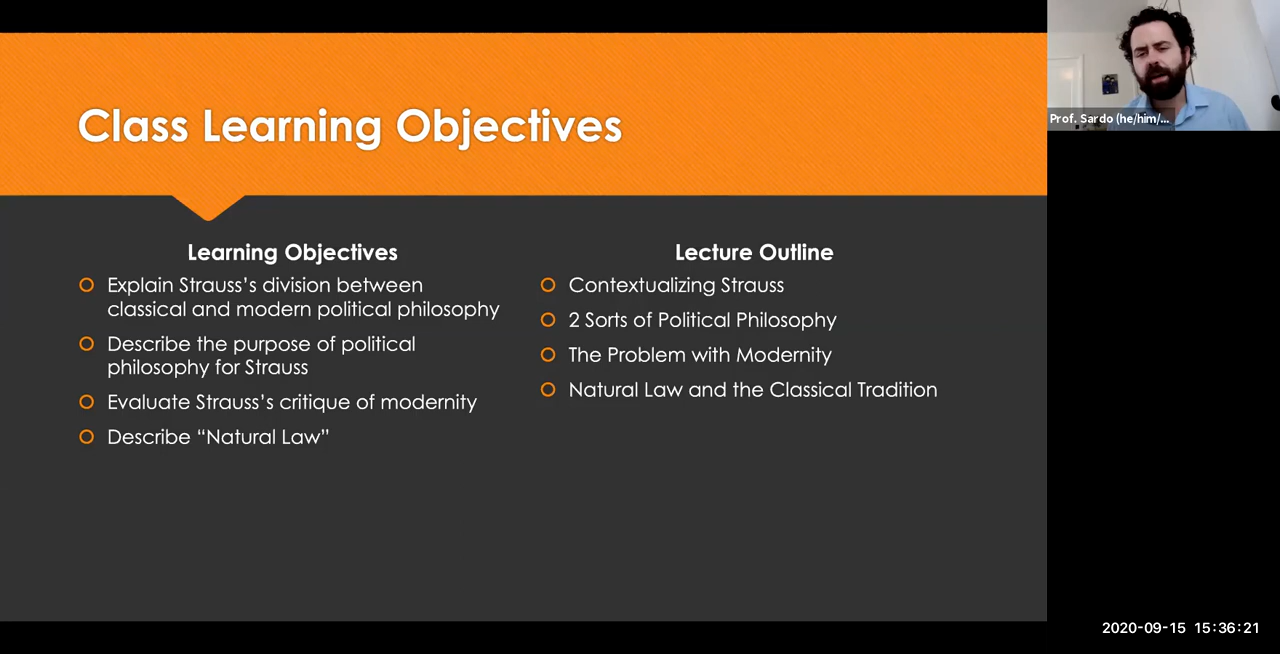 Class Learning Objectives
Prof. Sardo (he/him/...
Learning Objectives
Explain Strauss’s division between
classical and modern political philosophy
Describe the purpose of political
philosophy for Strauss
Evaluate Strauss’s critique of modernity
Describe “Natural Law”
Lecture Outline
Contextualizing Strauss
2 Sorts of Political Philosophy
The Problem with Modernity
Natural Law and the Classical Tradition
2020-09-15 15:36:21